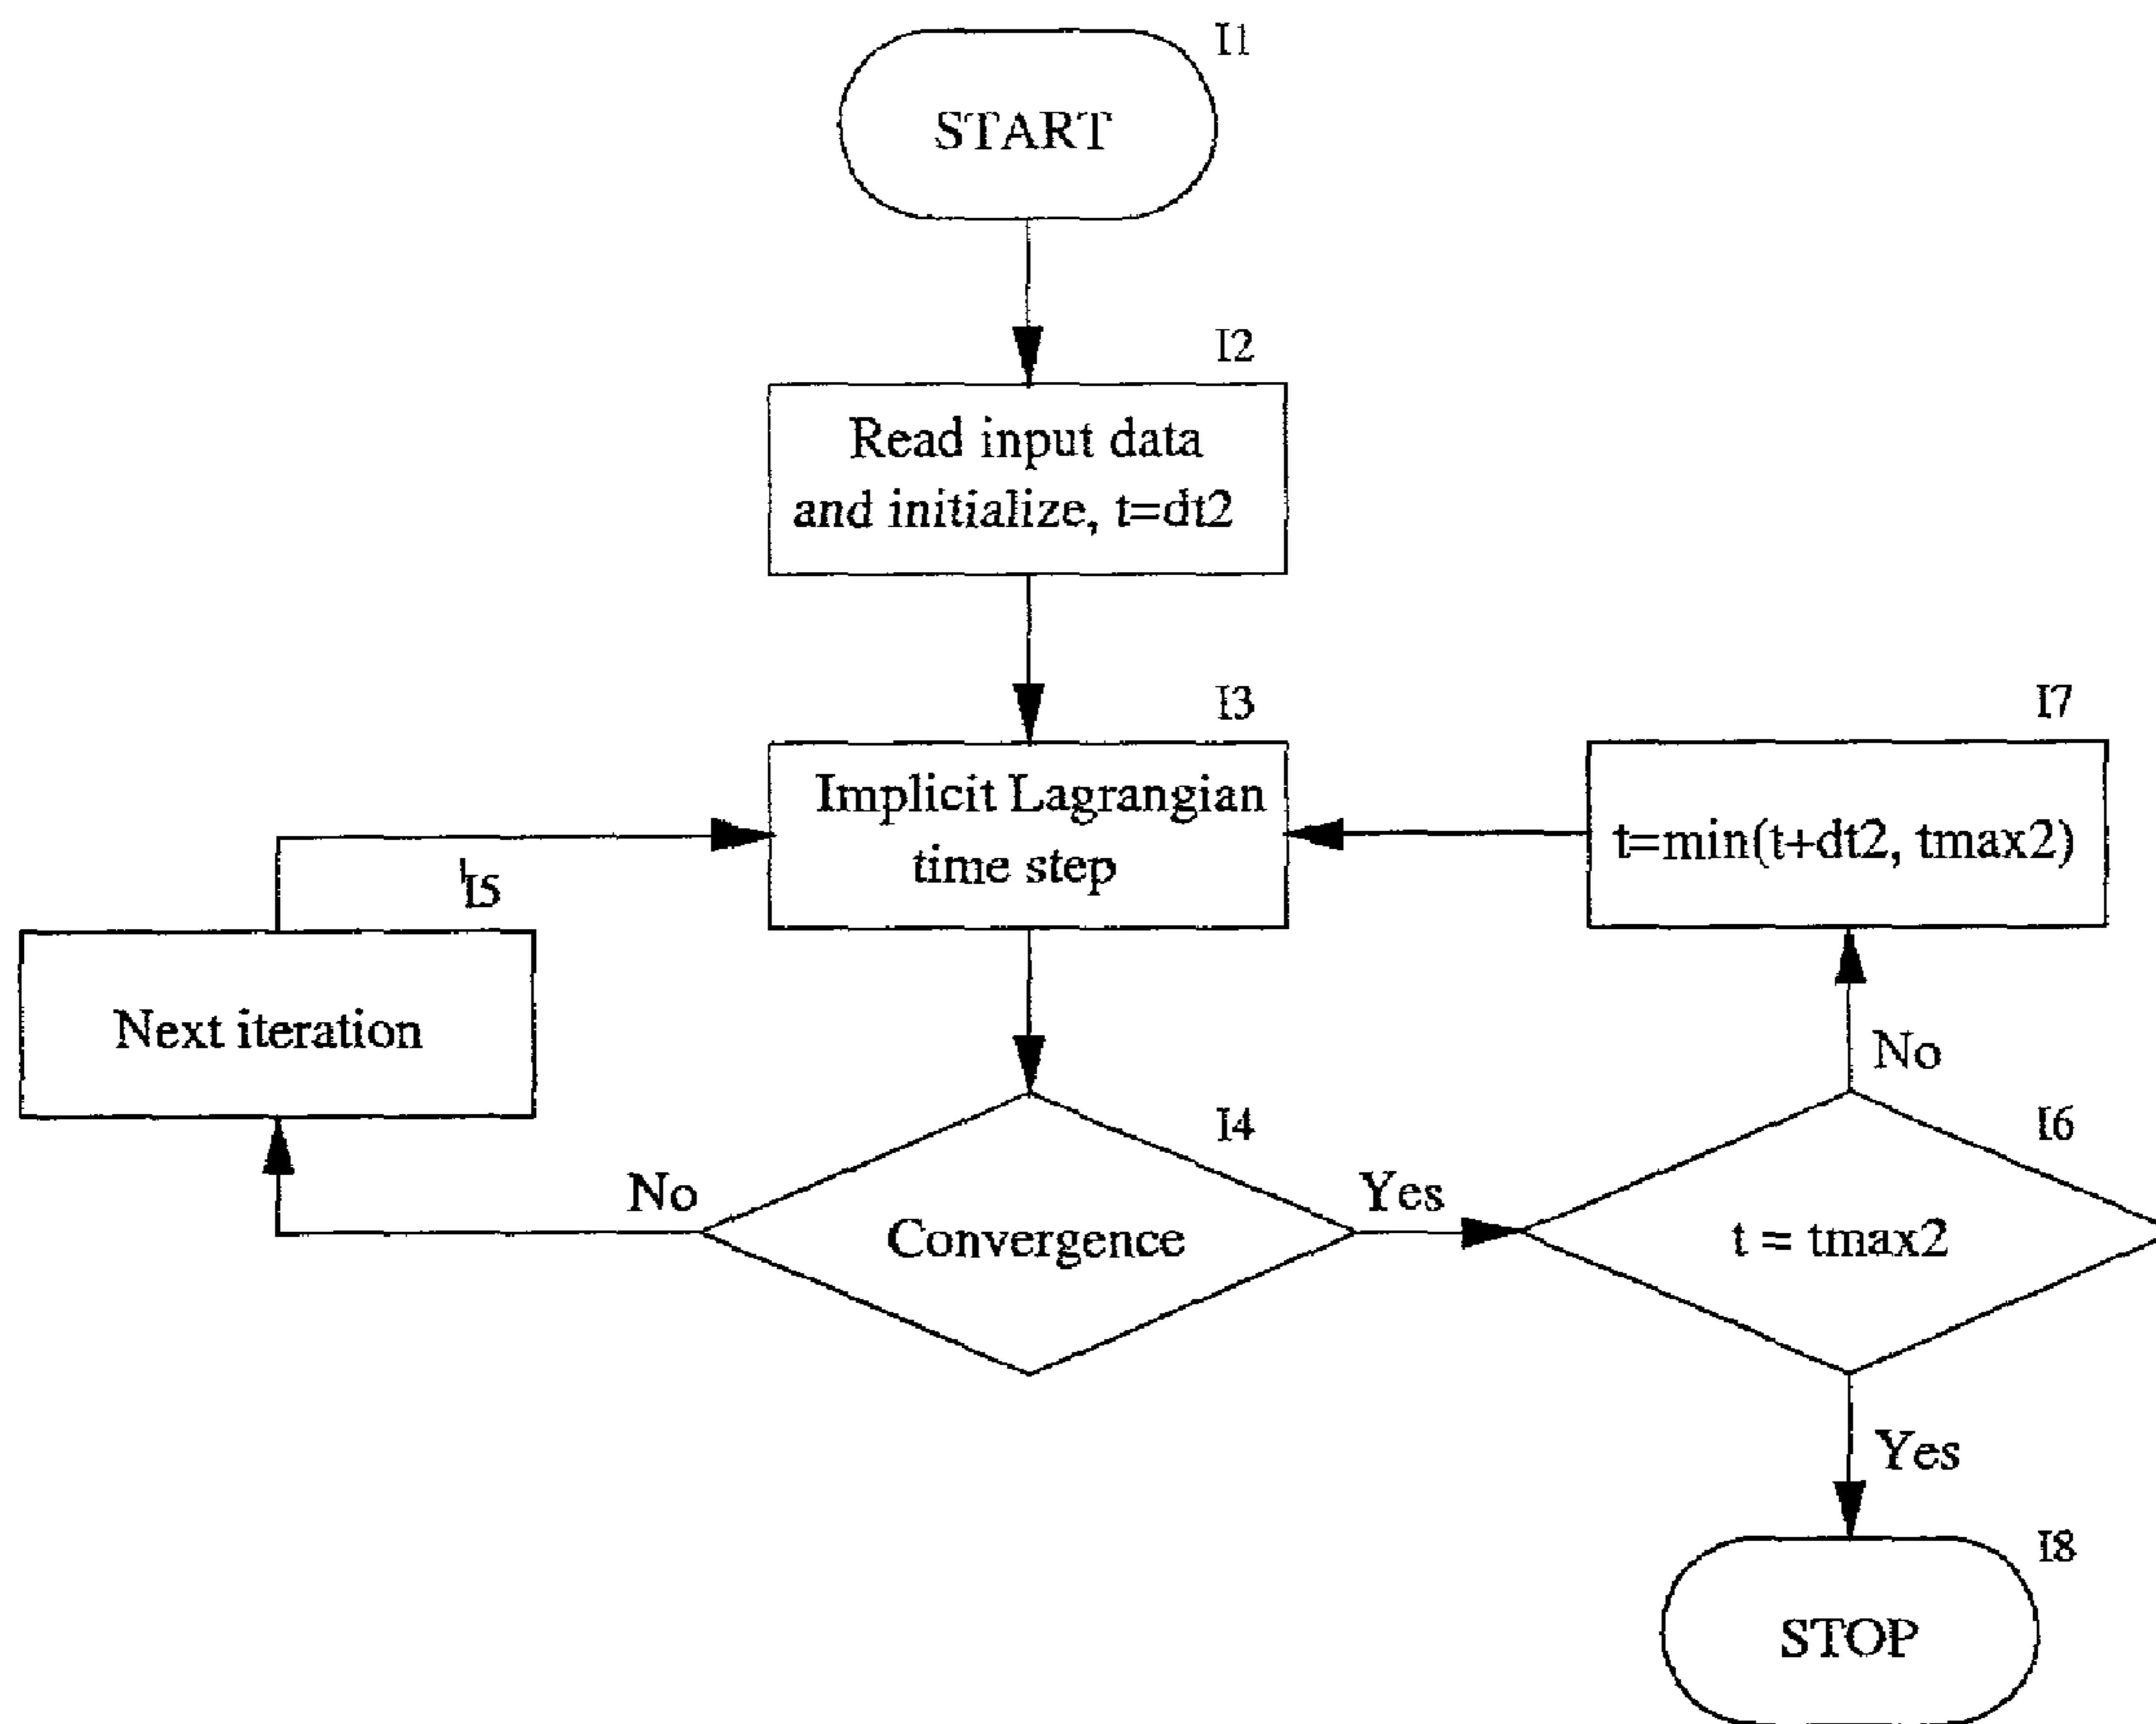 I1
START
I2
Read input data
and initialize, t=dt2
I3
Implicit Lagrangian
time step
I7
t=min(t+dt2, tmax2)
I5
Next iteration
No
I4
Convergence
Yes
No
I6
t = tmax2
Yes
I8
STOP